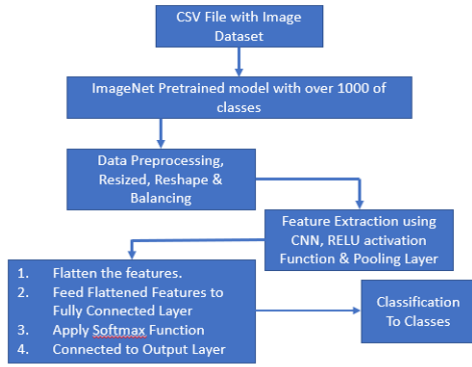 CSV File with Image
Dataset
ImageNet Pretrained model with over 1000 of
classes
Data Preprocessing,
Resized, Reshape &
Balancing
Feature Extraction using
CNN, RELU activation
Function & Pooling Layer
1. Flatten the features.
2. Feed Flattened Features to
Fully Connected Layer
3. Apply Softmax Function
4. Connected to Output Layer
Classification
To Classes